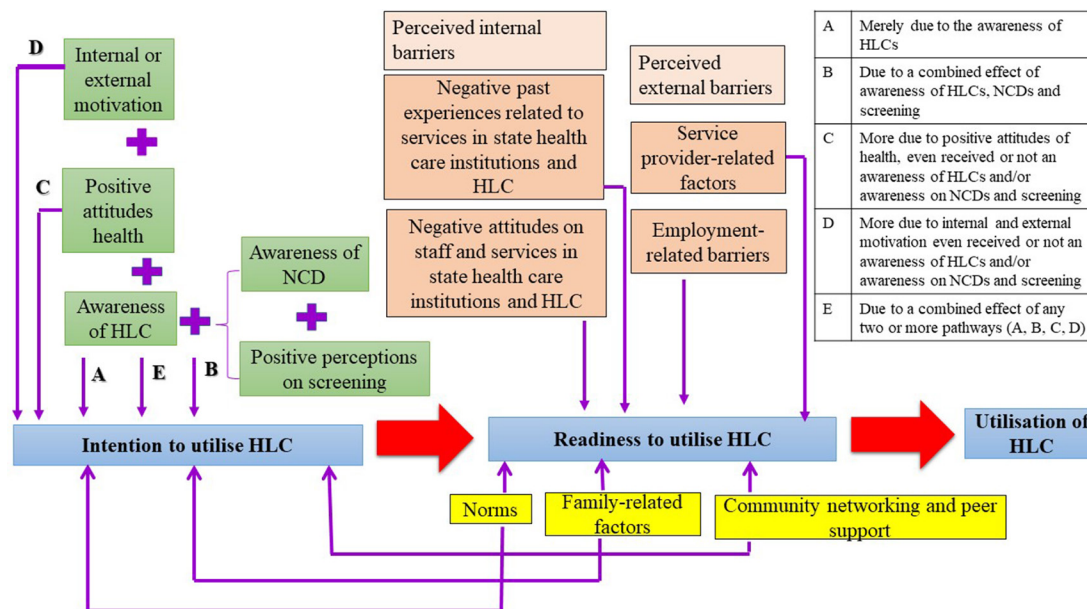 D
Internal or
external
motivation
C
Positive
attitudes
health
Awareness
of HLC
Awareness of
NCD
Positive perceptions
on screening
A
E
B
Perceived internal
barriers
Negative past
experiences related to
services in state health
care institutions and
HLC
Negative attitudes on
staff and services in
state health care
institutions and HLC
Perceived
external barriers
Service
provider-related
factors
Employment-
related barriers
A Merely due to the awareness of
HLCs
B Due to a combined effect of
awareness of HLCs, NCDs and
screening
C More due to positive attitudes of
health, even received or not an
awareness of HLCs and/or
awareness on NCDs and screening
D More due to internal and external
motivation even received or not an
awareness of HLCs and/or
awareness on NCDs and screening
E Due to a combined effect of any
two or more pathways (A, B, C, D)
Intention to utilise HLC
Readiness to utilise HLC
Utilisation of
HLC
Norms
Family-related
factors
Community networking and peer
support